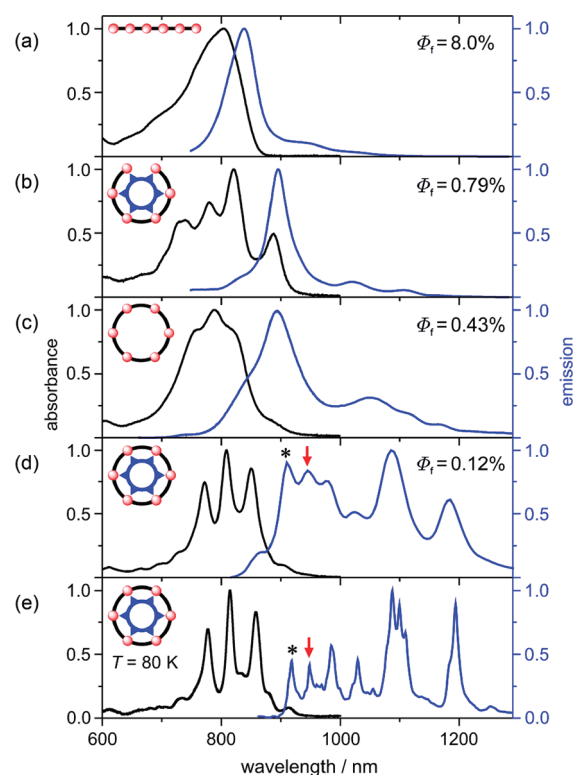 (a)
1.0
0.5
Φf = 8.0%
1.0
0.5
(b)
1.0
0.5
Φf = 0.79%
1.0
0.5
(c)
1.0
0.5
Φf = 0.43%
1.0
0.5
absorbance
emission
(d)
1.0
0.5
*
Φf = 0.12%
1.0
0.5
(e)
1.0
0.5
0.0
T = 80 K
*
1.0
0.5
0.0
600 800 1000 1200
wavelength / nm